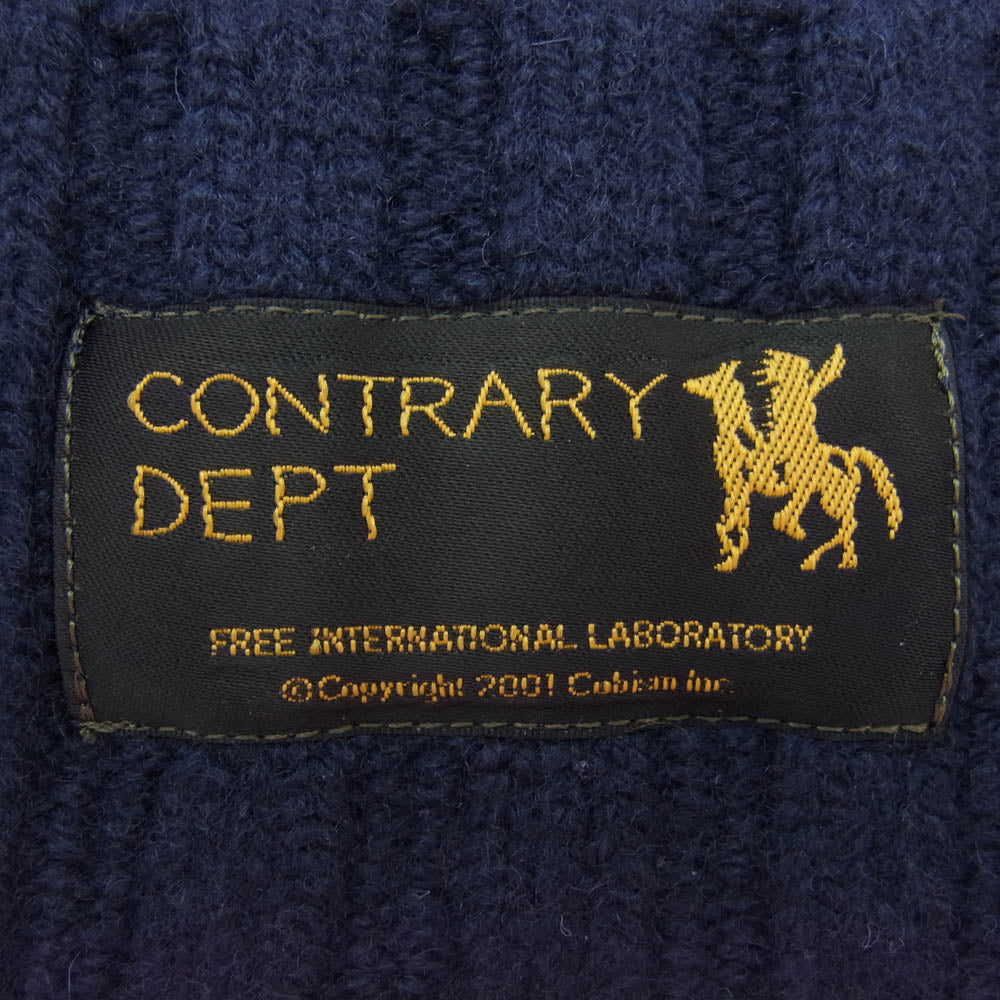 CONTRARY
DEPT
FREE INTERNATIONAL LABORATORY
© Copyright 2001 Cubism Inc.